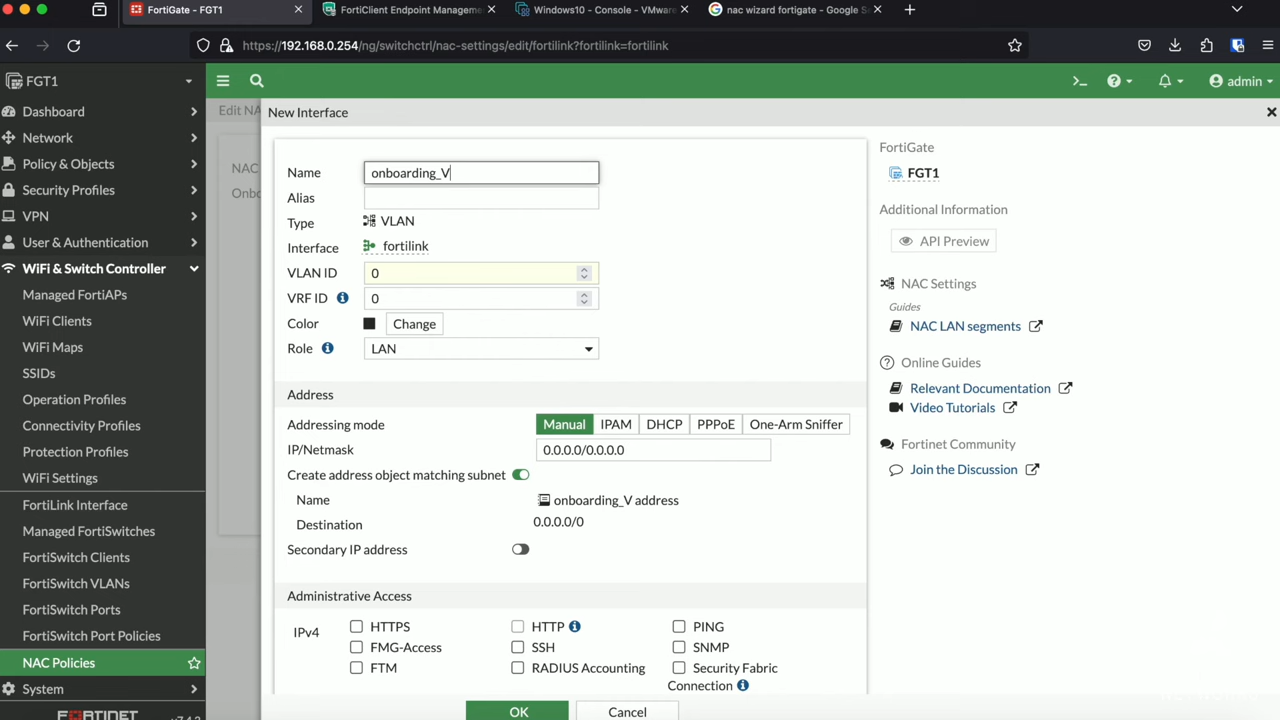 FortiGate - FGT1
FortiClient Endpoint Manageme
Windows10 - Console - VMware
nac wizard fortigate - Google S
https://192.168.0.254/ng/switchctrl/nac-settings/edit/fortilink?fortilink=fortilink
FGT1
admin
Dashboard
Network
Policy & Objects
Security Profiles
VPN
User & Authentication
WiFi & Switch Controller
Managed FortiAPs
WiFi Clients
WiFi Maps
SSIDs
Operation Profiles
Connectivity Profiles
Protection Profiles
WiFi Settings
FortiLink Interface
Managed FortiSwitches
FortiSwitch Clients
FortiSwitch VLANs
FortiSwitch Ports
FortiSwitch Port Policies
NAC Policies
System
FORTINET
Edit NA
NAC
Onbo
New Interface
Name onboarding_V
Alias
Type VLAN
Interface fortilink
VLAN ID 0
VRF ID 0
Color Change
Role LAN
Address
Addressing mode Manual IPAM DHCP PPPoE One-Arm Sniffer
IP/Netmask 0.0.0.0/0.0.0.0
Create address object matching subnet
Name onboarding_V address
Destination 0.0.0.0/0
Secondary IP address
Administrative Access
IPv4 HTTPS HTTP PING
FMG-Access SSH SNMP
FTM RADIUS Accounting Security Fabric
Connection
OK Cancel
FortiGate
FGT1
Additional Information
API Preview
NAC Settings
Guides
NAC LAN segments
Online Guides
Relevant Documentation
Video Tutorials
Fortinet Community
Join the Discussion